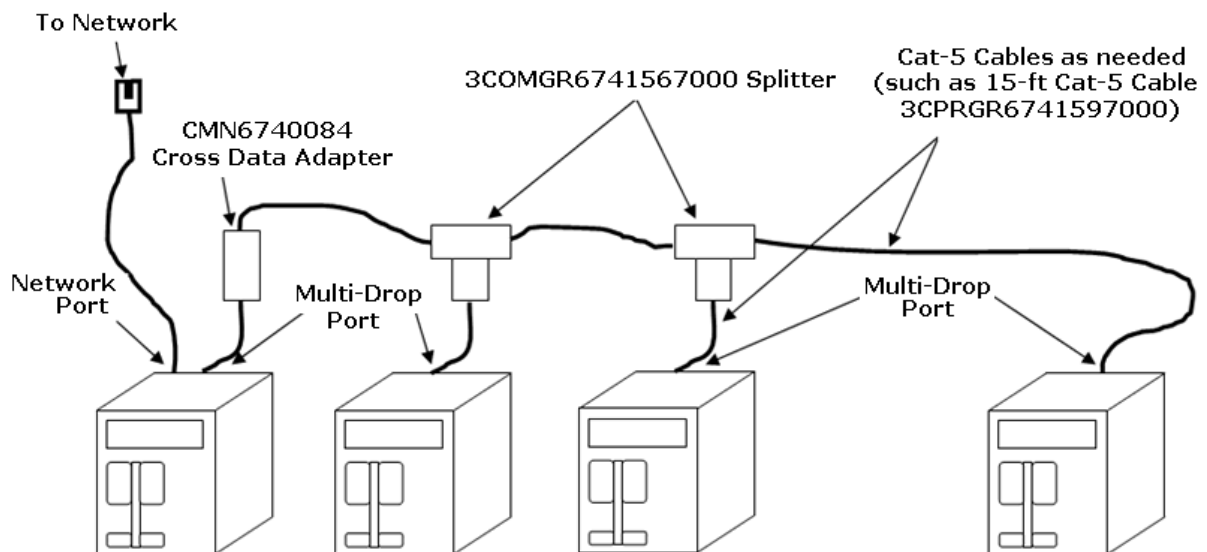 To Network
3COMGR6741567000 Splitter
Cat-5 Cables as needed
(such as 15-ft Cat-5 Cable
3CPRGR6741597000)
CMN6740084
Cross Data Adapter
Network
Port
Multi-Drop
Port
Multi-Drop
Port